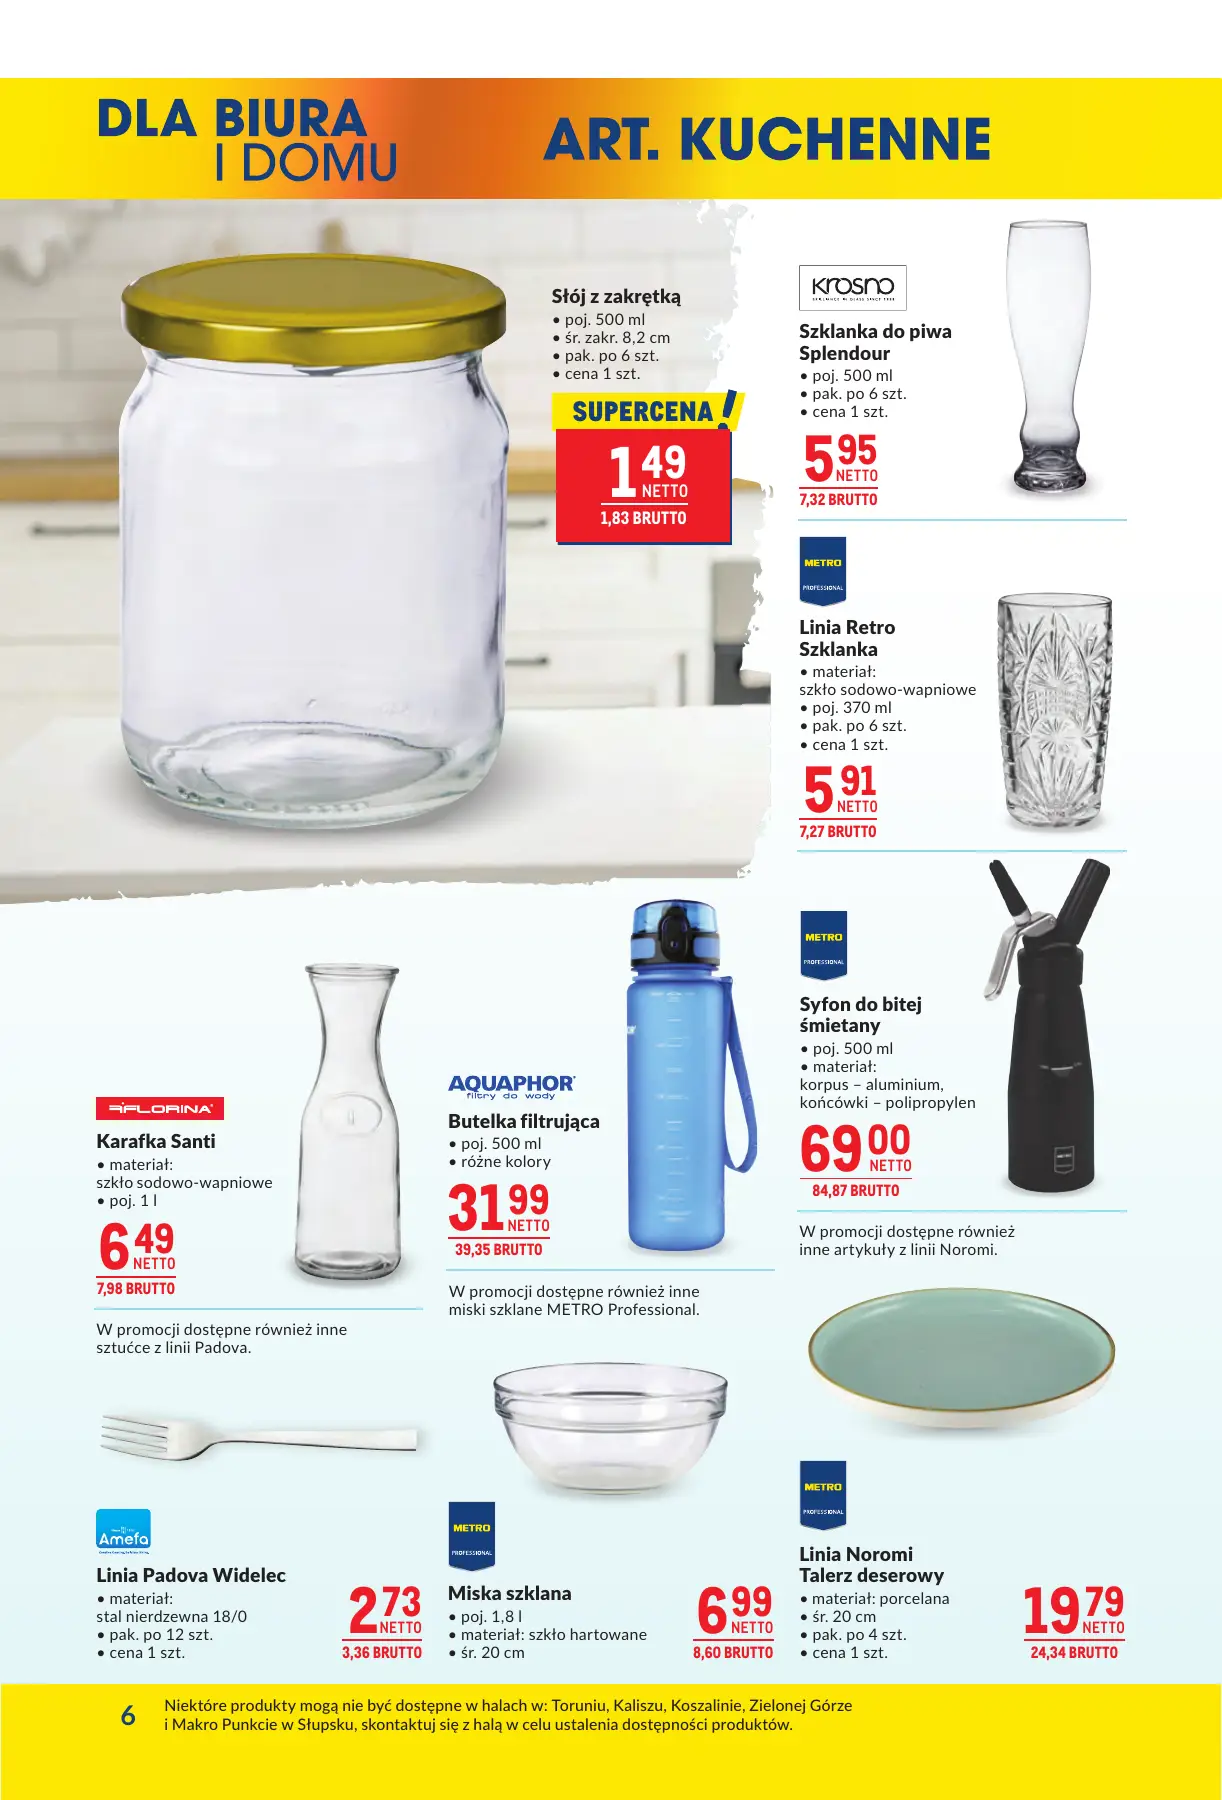 DLA BIURA
I DOMU
ART. KUCHENNE
Słój z zakrętką
• poj. 500 ml
• śr. zakr. 8,2 cm
• pak. po 6 szt.
• cena 1 szt.
SUPERCENA!
1 49
NETTO
1,83 BRUTTO
KROSNO
Szklanka do piwa
Splendour
• poj. 500 ml
• pak. po 6 szt.
• cena 1 szt.
5 95
NETTO
7,32 BRUTTO
METRO
PROFESSIONAL
Linia Retro
Szklanka
• materiał:
szkło sodowo-wapniowe
• poj. 370 ml
• pak. po 6 szt.
• cena 1 szt.
5 91
NETTO
7,27 BRUTTO
METRO
PROFESSIONAL
Syfon do bitej
śmietany
• poj. 500 ml
• materiał:
korpus – aluminium,
końcówki – polipropylen
69 00
NETTO
84,87 BRUTTO
FLORINA
Karafka Santi
• materiał:
szkło sodowo-wapniowe
• poj. 1 l
6 49
NETTO
7,98 BRUTTO
AQUAPHOR
filtry do wody
Butelka filtrująca
• poj. 500 ml
• różne kolory
31 99
NETTO
39,35 BRUTTO
W promocji dostępne również inne
sztućce z linii Padova.
Amefa
Linia Padova Widelec
• materiał:
stal nierdzewna 18/0
• pak. po 12 szt.
• cena 1 szt.
2 73
NETTO
3,36 BRUTTO
W promocji dostępne również inne
miski szklane METRO Professional.
METRO
PROFESSIONAL
Miska szklana
• poj. 1,8 l
• materiał: szkło hartowane
• śr. 20 cm
6 99
NETTO
8,60 BRUTTO
W promocji dostępne również
inne artykuły z linii Noromi.
METRO
PROFESSIONAL
Linia Noromi
Talerz deserowy
• materiał: porcelana
• śr. 20 cm
• pak. po 4 szt.
• cena 1 szt.
19 79
NETTO
24,34 BRUTTO
6
Niektóre produkty mogą nie być dostępne w halach w: Toruniu, Kaliszu, Koszalinie, Zielonej Górze
i Makro Punkcie w Słupsku, skontaktuj się z halą w celu ustalenia dostępności produktów.